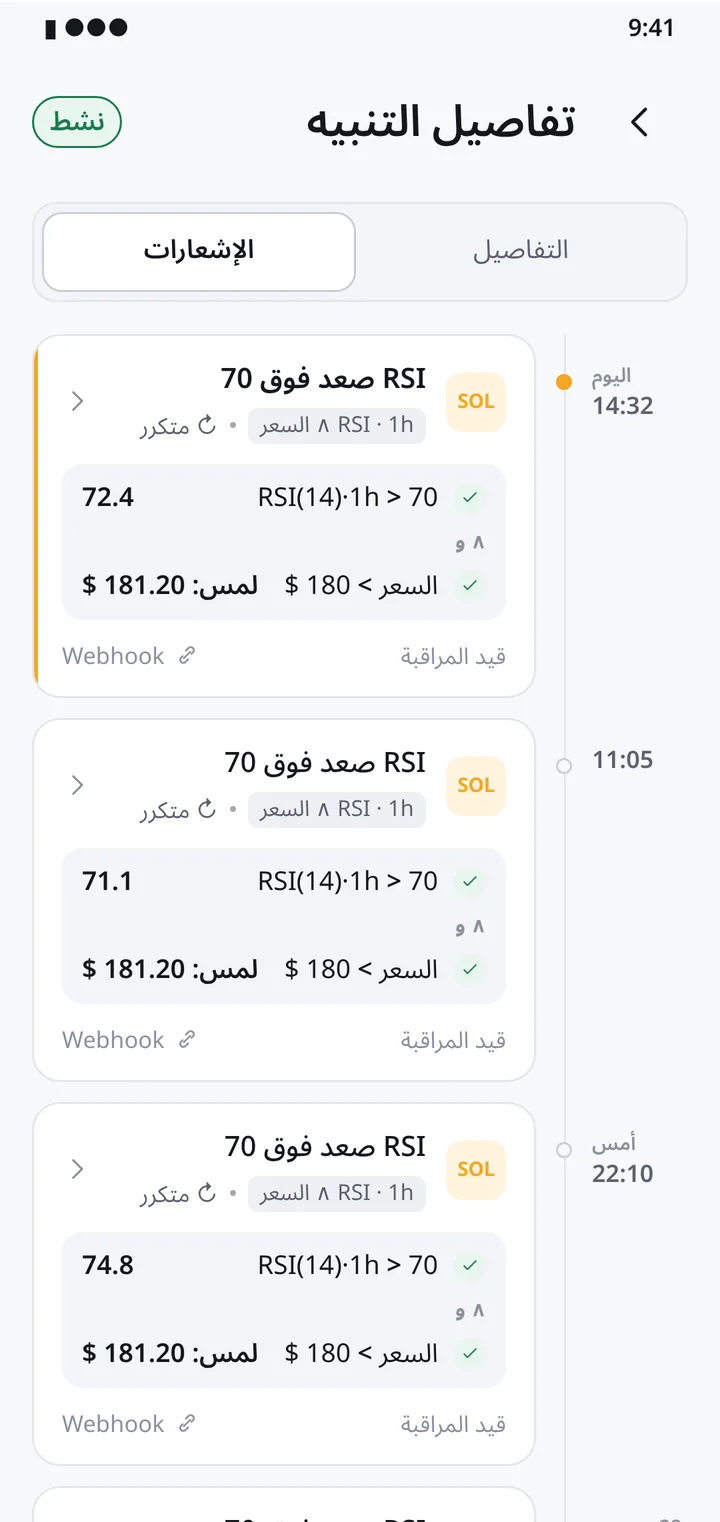 9:41
تفاصيل التنبيه
نشط
التفاصيل
الإشعارات
اليوم
14:32
SOL
RSI صعد فوق 70
RSI ∧ السعر · 1h • متكرر
RSI(14)·1h > 70 72.4
∧ و
السعر > 180 $ لمس: 181.20 $
قيد المراقبة Webhook
11:05
SOL
RSI صعد فوق 70
RSI ∧ السعر · 1h • متكرر
RSI(14)·1h > 70 71.1
∧ و
السعر > 180 $ لمس: 181.20 $
قيد المراقبة Webhook
أمس
22:10
SOL
RSI صعد فوق 70
RSI ∧ السعر · 1h • متكرر
RSI(14)·1h > 70 74.8
∧ و
السعر > 180 $ لمس: 181.20 $
قيد المراقبة Webhook